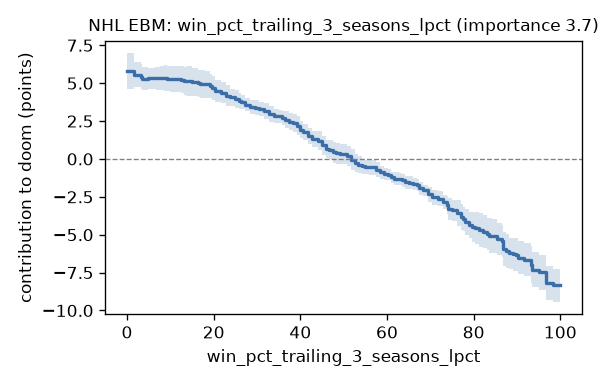 NHL EBM: win_pct_trailing_3_seasons_lpct (importance 3.7)
contribution to doom (points)
7.5
5.0
2.5
0.0
−2.5
−5.0
−7.5
−10.0
0 20 40 60 80 100
win_pct_trailing_3_seasons_lpct